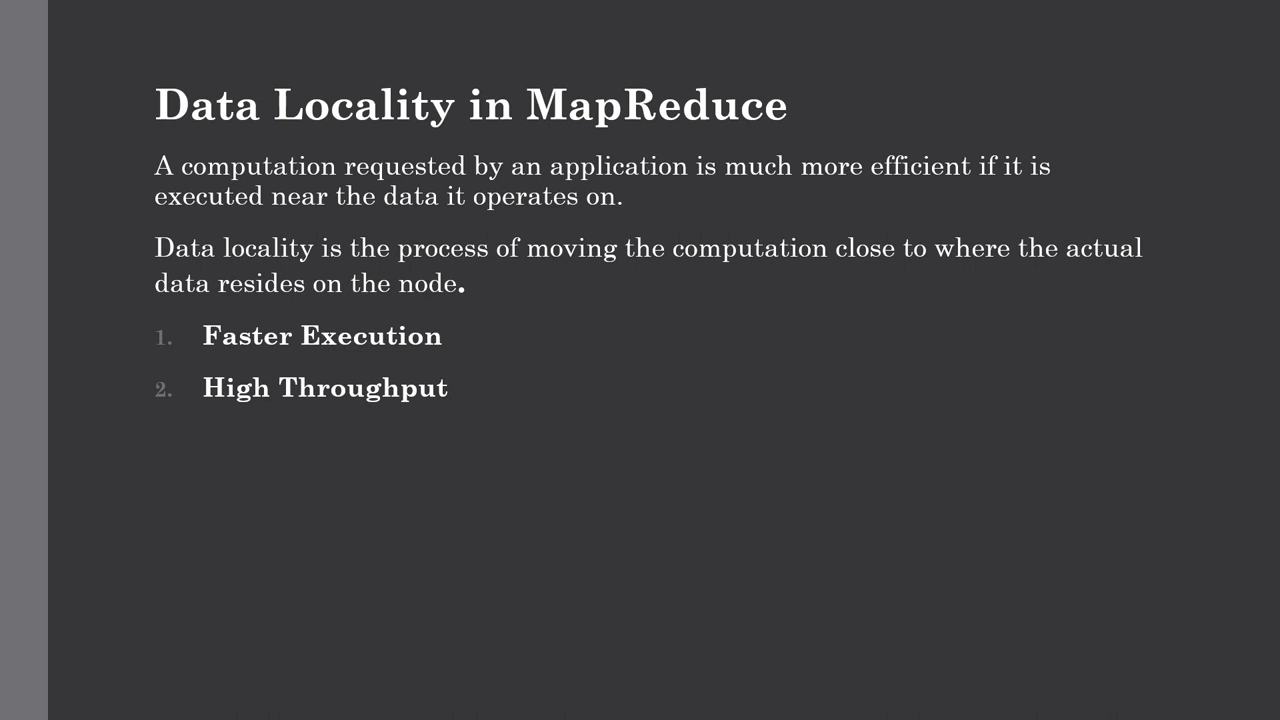 Data Locality in MapReduce
A computation requested by an application is much more efficient if it is
executed near the data it operates on.
Data locality is the process of moving the computation close to where the actual
data resides on the node.
1. Faster Execution
2. High Throughput